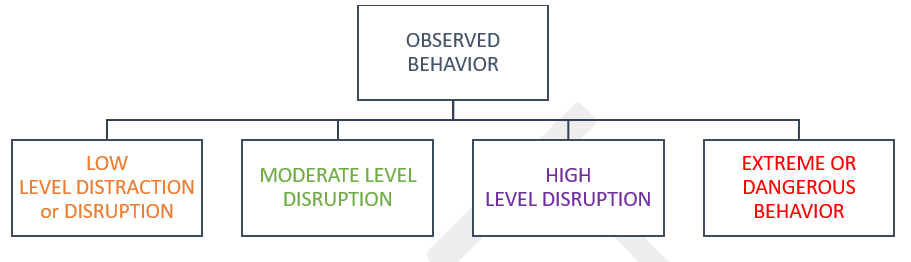 OBSERVED
BEHAVIOR
LOW
LEVEL DISTRACTION
or DISRUPTION
MODERATE LEVEL
DISRUPTION
HIGH
LEVEL DISRUPTION
EXTREME OR
DANGEROUS
BEHAVIOR